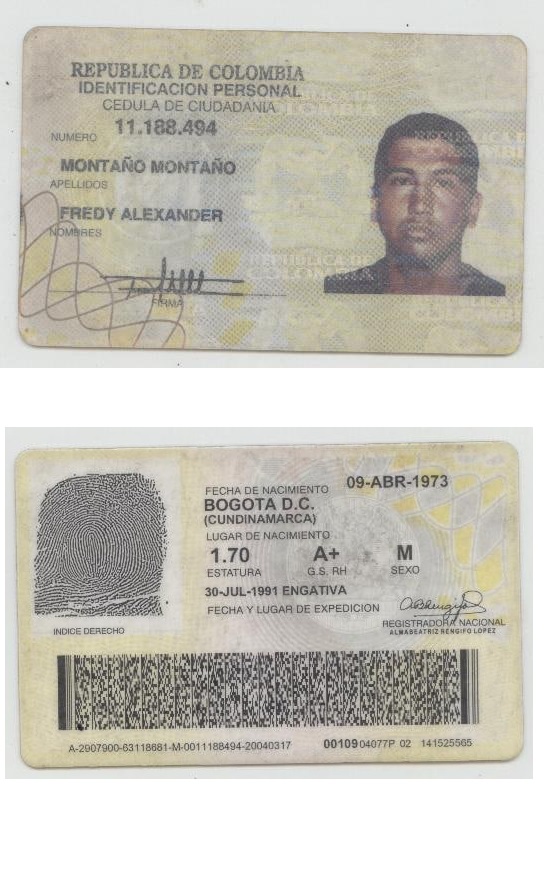 REPUBLICA DE COLOMBIA
IDENTIFICACION PERSONAL
CEDULA DE CIUDADANIA
NUMERO 11.188.494
MONTAÑO MONTAÑO
APELLIDOS
FREDY ALEXANDER
NOMBRES
FIRMA
REPUBLICA DE
COLOMBIA
FECHA DE NACIMIENTO 09-ABR-1973
BOGOTA D.C.
(CUNDINAMARCA)
LUGAR DE NACIMIENTO
1.70 A+ M
ESTATURA G.S. RH SEXO
30-JUL-1991 ENGATIVA
FECHA Y LUGAR DE EXPEDICION
REGISTRADORA NACIONAL
ALMABEATRIZ RENGIFO LOPEZ
INDICE DERECHO
A-2907900-63118681-M-0011188494-20040317 0010904077P 02 141525565